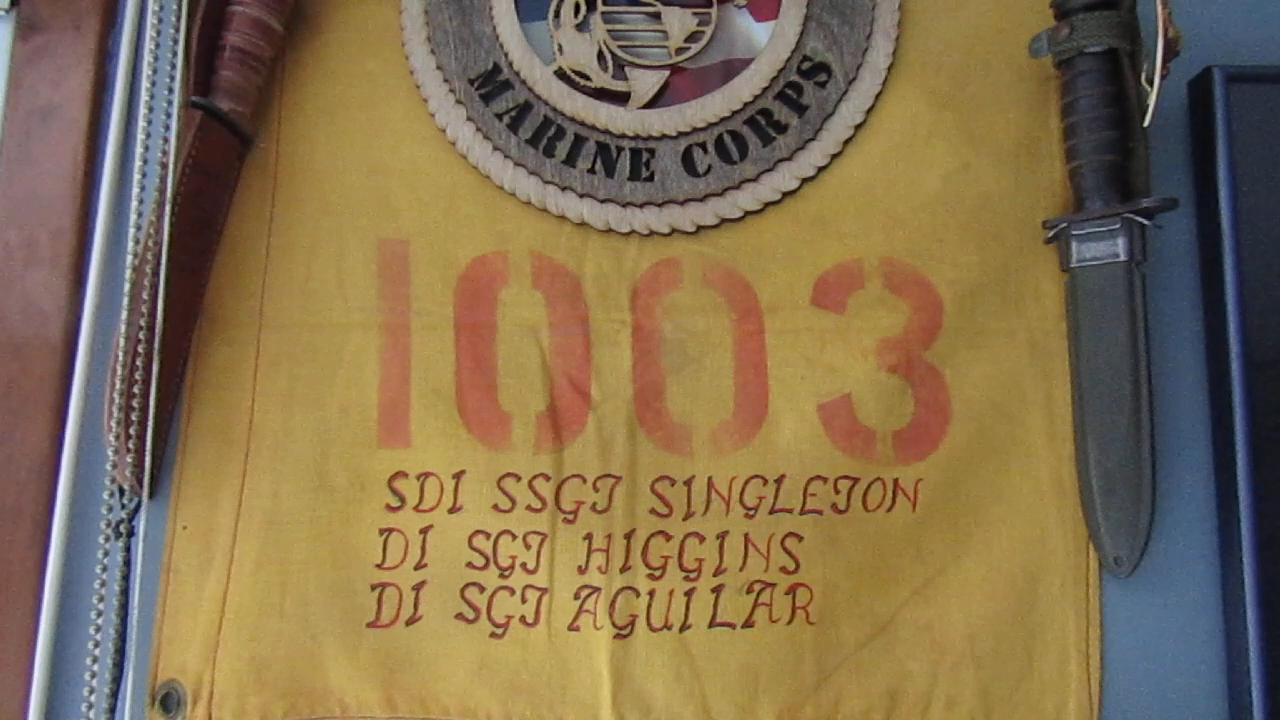 MARINE CORPS
1003
SDI SSGT SINGLETON
DI SGT HIGGINS
DI SGT AGUILAR